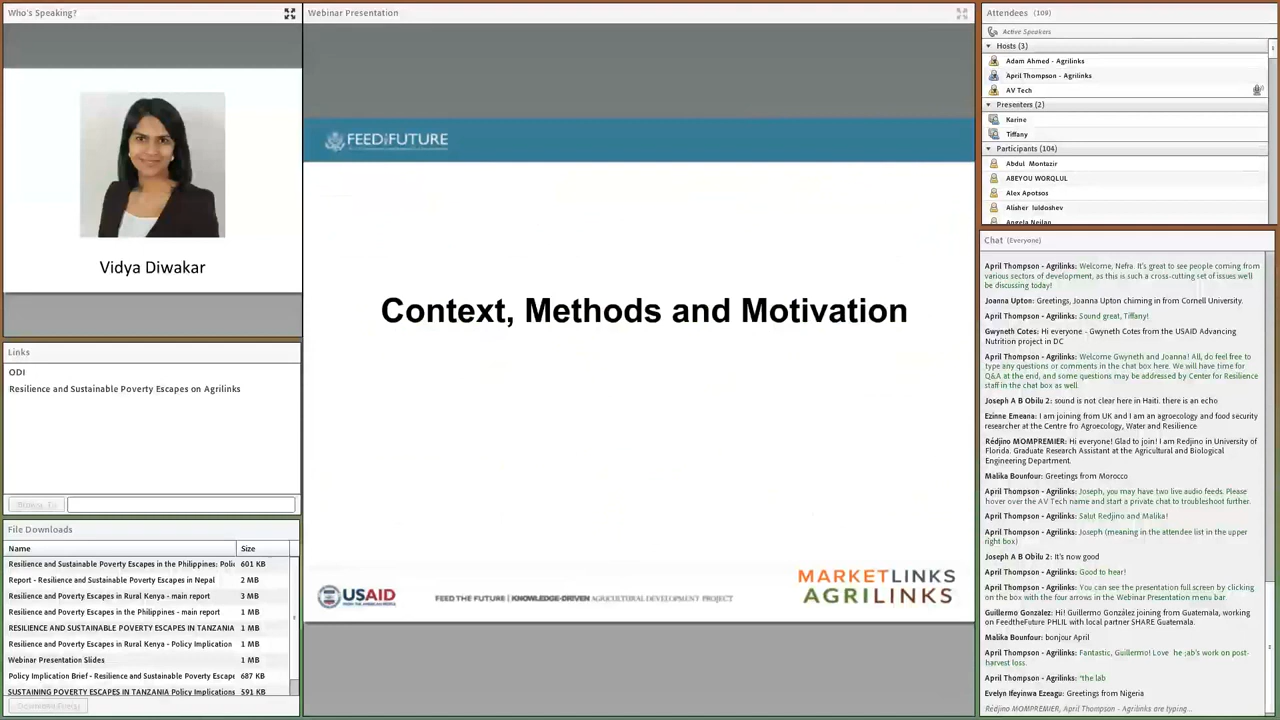 Who's Speaking?
Vidya Diwakar
Links
ODI
Resilience and Sustainable Poverty Escapes on Agrilinks
Browse To
File Downloads
Name Size
Resilience and Sustainable Poverty Escapes in the Philippines: Polic 601 KB
Report - Resilience and Sustainable Poverty Escapes in Nepal 2 MB
Resilience and Poverty Escapes in Rural Kenya - main report 3 MB
Resilience and Poverty Escapes in the Philippines - main report 1 MB
RESILIENCE AND SUSTAINABLE POVERTY ESCAPES IN TANZANIA 1 MB
Resilience and Poverty Escapes in Rural Kenya - Policy Implication 1 MB
Webinar Presentation Slides 1 MB
Policy Implication Brief - Resilience and Sustainable Poverty Escape 687 KB
SUSTAINING POVERTY ESCAPES IN TANZANIA Policy Implications 591 KB
Webinar Presentation
FEED FUTURE
Context, Methods and Motivation
USAID
FROM THE AMERICAN PEOPLE
FEED THE FUTURE | KNOWLEDGE-DRIVEN AGRICULTURAL DEVELOPMENT PROJECT
MARKETLINKS
AGRILINKS
Attendees (109)
Active Speakers
Hosts (3)
Adam Ahmed - Agrilinks
April Thompson - Agrilinks
AV Tech
Presenters (2)
Karine
Tiffany
Participants (104)
Abdul Montazir
ABEYOU WORQLUL
Alex Apotsos
Alisher Iuldoshev
Angela Neilan
Chat (Everyone)
April Thompson - Agrilinks: Welcome, Nefra. It's great to see people coming from
various sectors of development, as this is such a cross-cutting set of issues we'll
be discussing today!
Joanna Upton: Greetings, Joanna Upton chiming in from Cornell University.
April Thompson - Agrilinks: Sound great, Tiffany!
Gwyneth Cotes: Hi everyone - Gwyneth Cotes from the USAID Advancing
Nutrition project in DC
April Thompson - Agrilinks: Welcome Gwyneth and Joanna! All, do feel free to
type any questions or comments in the chat box here. We will have time for
Q&A at the end, and some questions may be addressed by Center for Resilience
staff in the chat box as well.
Joseph A B Obilu 2: sound is not clear here in Haiti. there is an echo
Ezinne Emeana: I am joining from UK and I am an agroecology and food security
researcher at the Centre fro Agroecology, Water and Resilience
Rédjino MOMPREMIER: Hi everyone! Glad to join! I am Redjino in University of
Florida. Graduate Research Assistant at the Agricultural and Biological
Engineering Department.
Malika Bounfour: Greetings from Morocco
April Thompson - Agrilinks: Joseph, you may have two live audio feeds. Please
hover over the AV Tech name and start a private chat to troubleshoot further.
April Thompson - Agrilinks: Salut Redjino and Malika!
April Thompson - Agrilinks: Joseph (meaning in the attendee list in the upper
right box)
Joseph A B Obilu 2: It's now good
April Thompson - Agrilinks: Good to hear!
April Thompson - Agrilinks: You can see the presentation full screen by clicking
on the box with the four arrows in the Webinar Presentation menu bar.
Guillermo Gonzalez: Hi! Guillermo González joining from Guatemala, working
on FeedtheFuture PHLIL with local partner SHARE Guatemala.
Malika Bounfour: bonjour April
April Thompson - Agrilinks: Fantastic, Guillermo! Love he ;ab's work on post-
harvest loss.
April Thompson - Agrilinks: *the lab
Evelyn Ifeyinwa Ezeagu: Greetings from Nigeria
Rédjino MOMPREMIER, April Thompson - Agrilinks are typing...